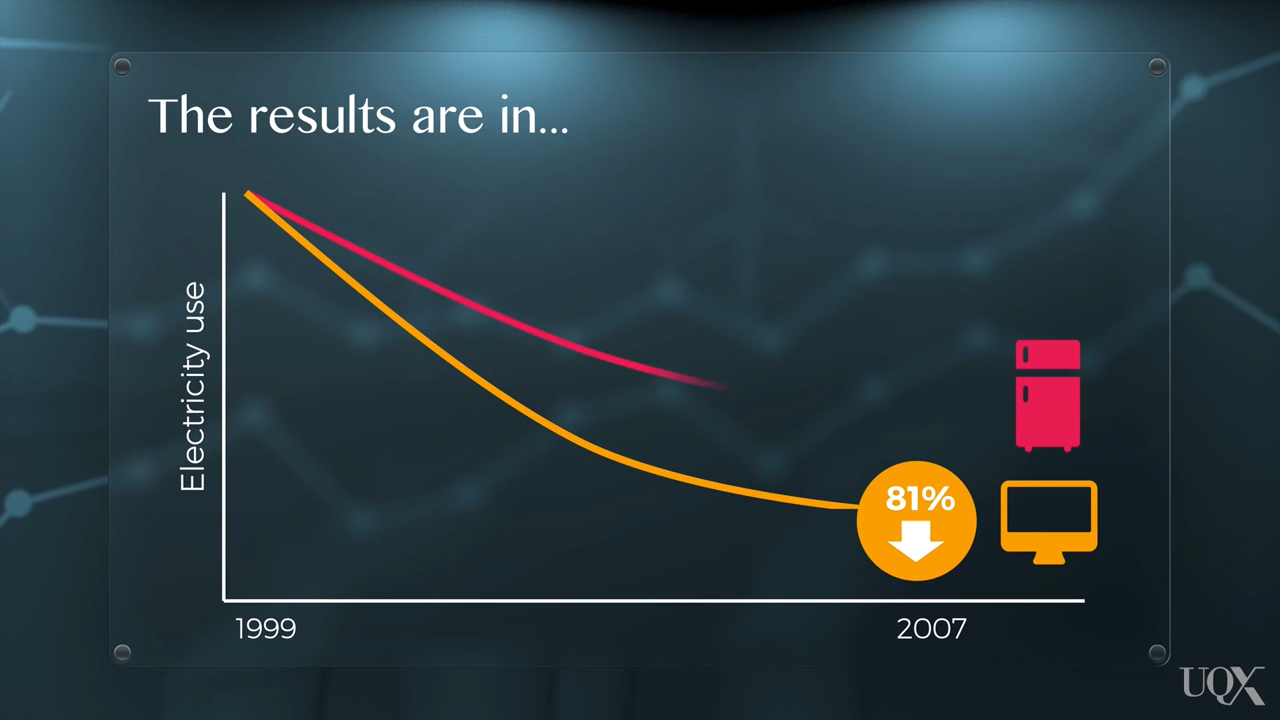 The results are in...
Electricity use
81%
1999
2007
UQX